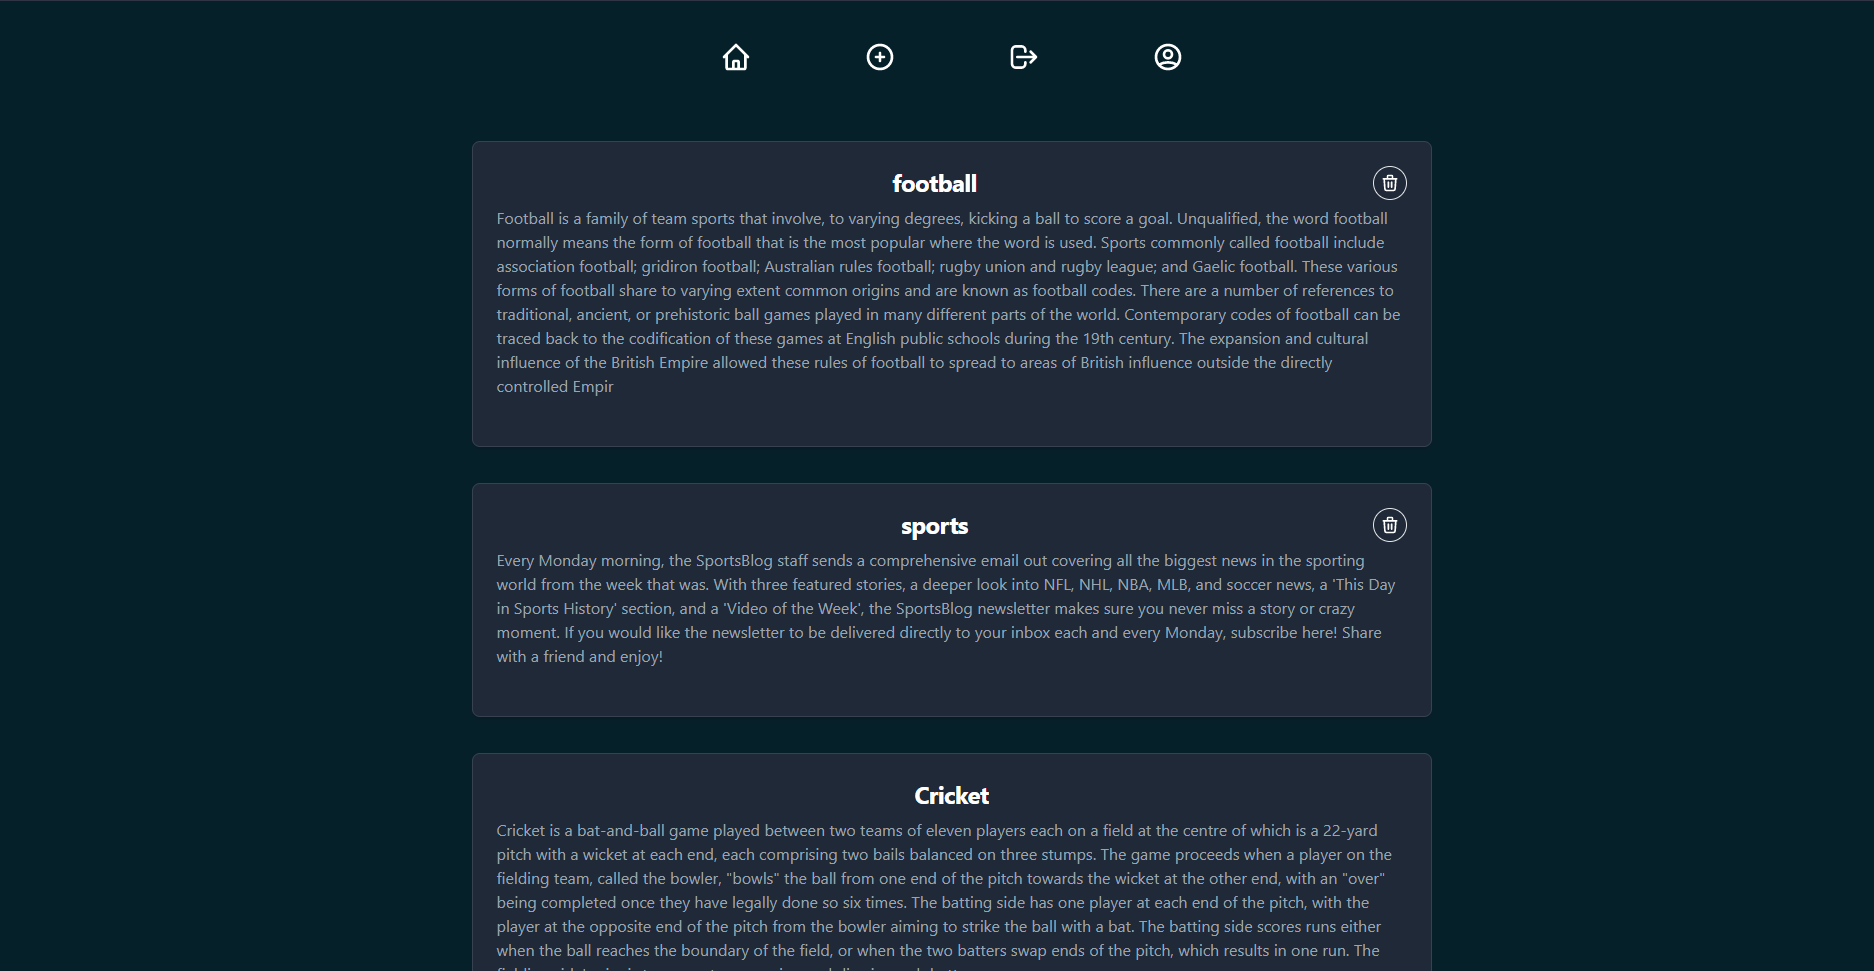 football
Football is a family of team sports that involve, to varying degrees, kicking a ball to score a goal. Unqualified, the word football
normally means the form of football that is the most popular where the word is used. Sports commonly called football include
association football; gridiron football; Australian rules football; rugby union and rugby league; and Gaelic football. These various
forms of football share to varying extent common origins and are known as football codes. There are a number of references to
traditional, ancient, or prehistoric ball games played in many different parts of the world. Contemporary codes of football can be
traced back to the codification of these games at English public schools during the 19th century. The expansion and cultural
influence of the British Empire allowed these rules of football to spread to areas of British influence outside the directly
controlled Empir
sports
Every Monday morning, the SportsBlog staff sends a comprehensive email out covering all the biggest news in the sporting
world from the week that was. With three featured stories, a deeper look into NFL, NHL, NBA, MLB, and soccer news, a 'This Day
in Sports History' section, and a 'Video of the Week', the SportsBlog newsletter makes sure you never miss a story or crazy
moment. If you would like the newsletter to be delivered directly to your inbox each and every Monday, subscribe here! Share
with a friend and enjoy!
Cricket
Cricket is a bat-and-ball game played between two teams of eleven players each on a field at the centre of which is a 22-yard
pitch with a wicket at each end, each comprising two bails balanced on three stumps. The game proceeds when a player on the
fielding team, called the bowler, "bowls" the ball from one end of the pitch towards the wicket at the other end, with an "over"
being completed once they have legally done so six times. The batting side has one player at each end of the pitch, with the
player at the opposite end of the pitch from the bowler aiming to strike the ball with a bat. The batting side scores runs either
when the ball reaches the boundary of the field, or when the two batters swap ends of the pitch, which results in one run. The